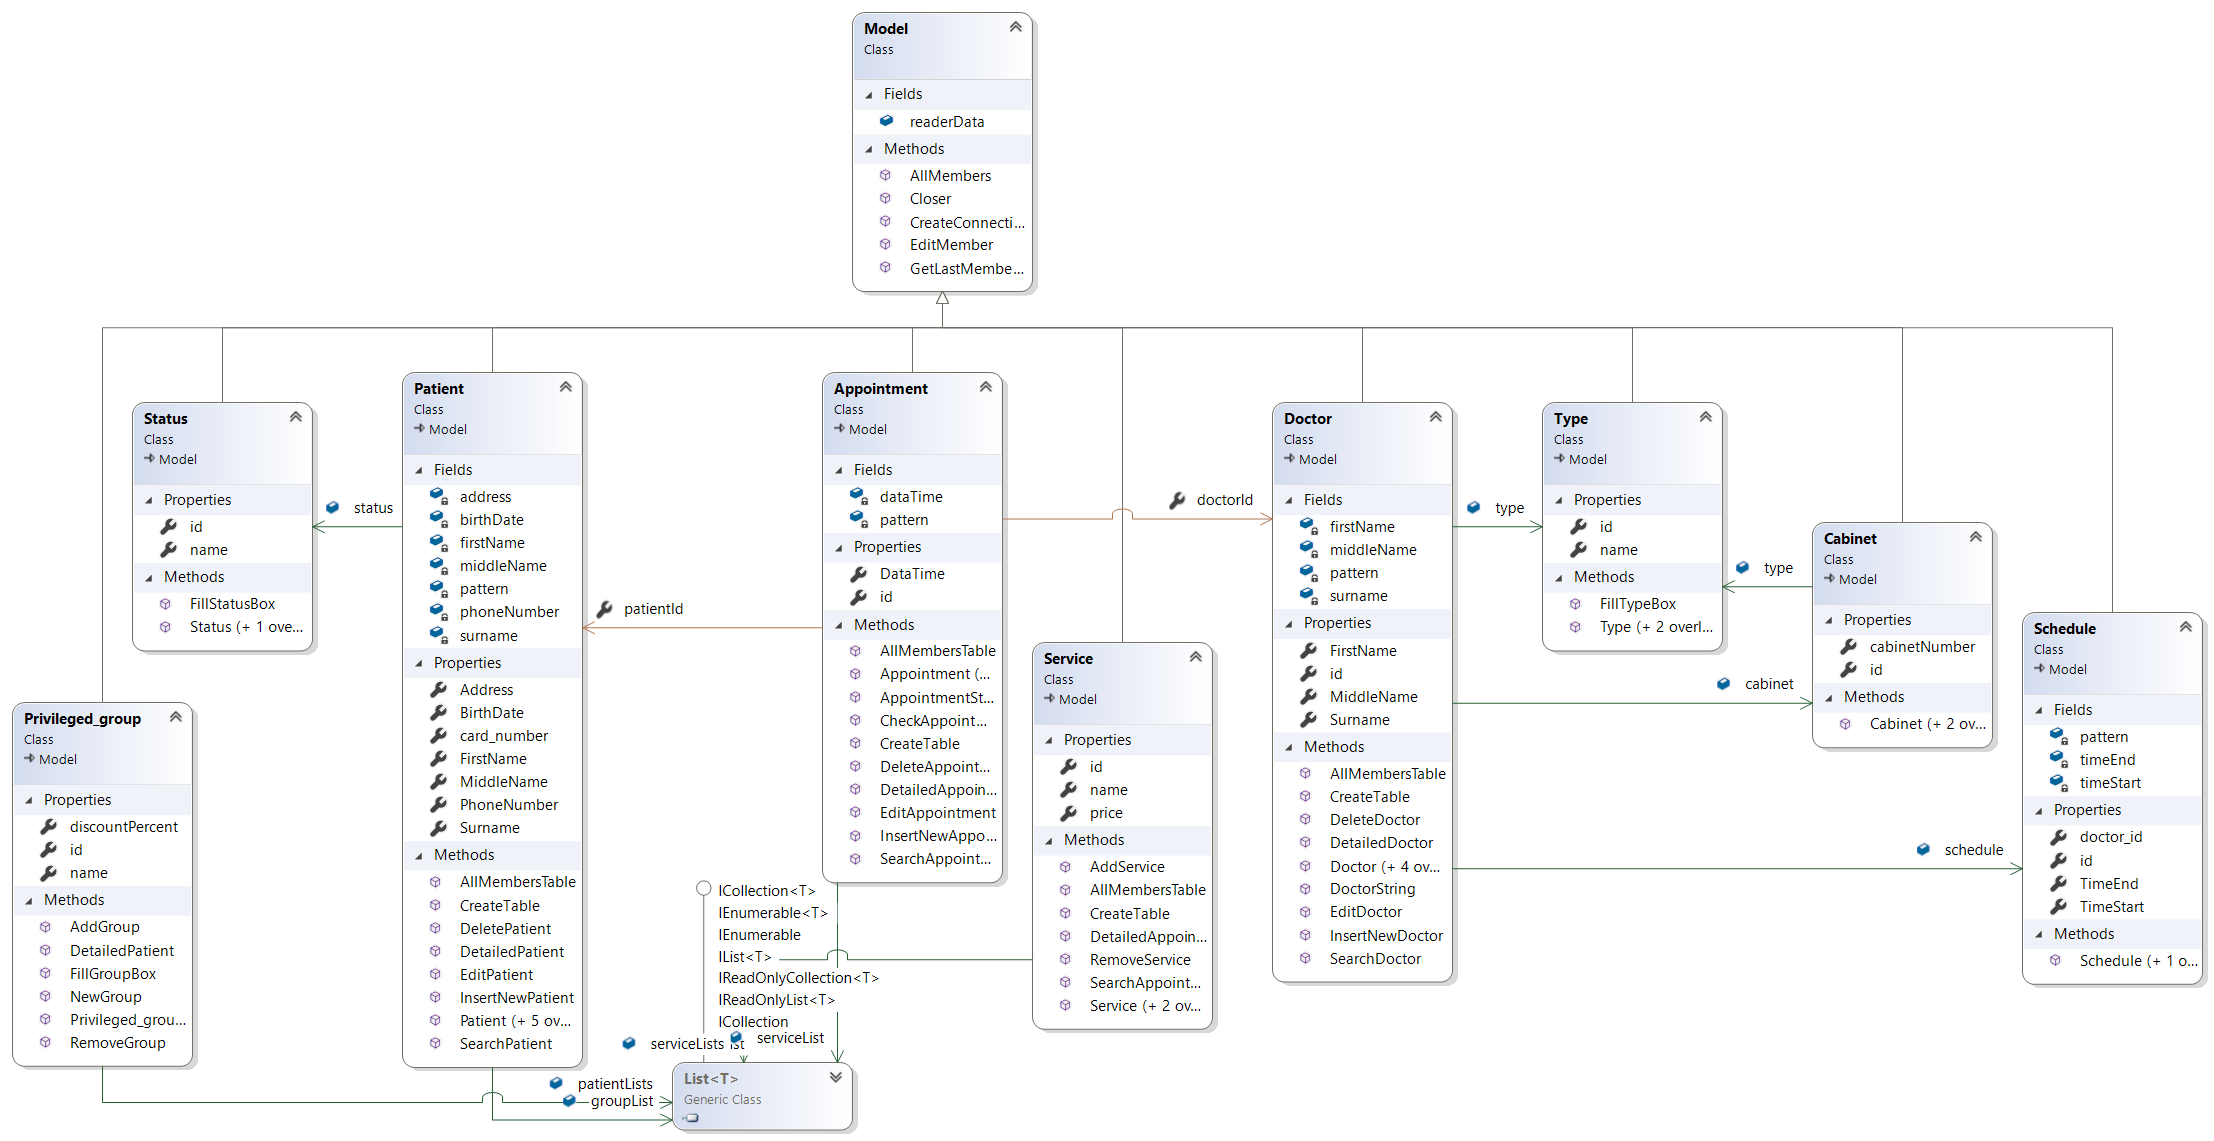 Model
Class
Fields
readerData
Methods
AllMembers
Closer
CreateConnecti...
EditMember
GetLastMembe...
Status
Class
Model
Properties
id
name
Methods
FillStatusBox
Status (+ 1 ove...
status
Patient
Class
Model
Fields
address
birthDate
firstName
middleName
pattern
phoneNumber
surname
Properties
Address
BirthDate
card_number
FirstName
MiddleName
PhoneNumber
Surname
Methods
AllMembersTable
CreateTable
DeletePatient
DetailedPatient
EditPatient
InsertNewPatient
Patient (+ 5 ov...
SearchPatient
patientId
Appointment
Class
Model
Fields
dataTime
pattern
Properties
DataTime
id
Methods
AllMembersTable
Appointment (...
AppointmentSt...
CheckAppoint...
CreateTable
DeleteAppoint...
DetailedAppoin...
EditAppointment
InsertNewAppo...
SearchAppoint...
doctorId
Doctor
Class
Model
Fields
firstName
middleName
pattern
surname
Properties
FirstName
id
MiddleName
Surname
Methods
AllMembersTable
CreateTable
DeleteDoctor
DetailedDoctor
Doctor (+ 4 ov...
DoctorString
EditDoctor
InsertNewDoctor
SearchDoctor
type
Type
Class
Model
Properties
id
name
Methods
FillTypeBox
Type (+ 2 overl...
type
Cabinet
Class
Model
Properties
cabinetNumber
id
Methods
Cabinet (+ 2 ov...
cabinet
schedule
Schedule
Class
Model
Fields
pattern
timeEnd
timeStart
Properties
doctor_id
id
TimeEnd
TimeStart
Methods
Schedule (+ 1 o...
Service
Class
Model
Properties
id
name
price
Methods
AddService
AllMembersTable
CreateTable
DetailedAppoin...
RemoveService
SearchAppoint...
Service (+ 2 ov...
Privileged_group
Class
Model
Properties
discountPercent
id
name
Methods
AddGroup
DetailedPatient
FillGroupBox
NewGroup
Privileged_grou...
RemoveGroup
ICollection<T>
IEnumerable<T>
IEnumerable
IList<T>
IReadOnlyCollection<T>
IReadOnlyList<T>
ICollection
serviceList
serviceLists
patientLists
groupList
List<T>
Generic Class